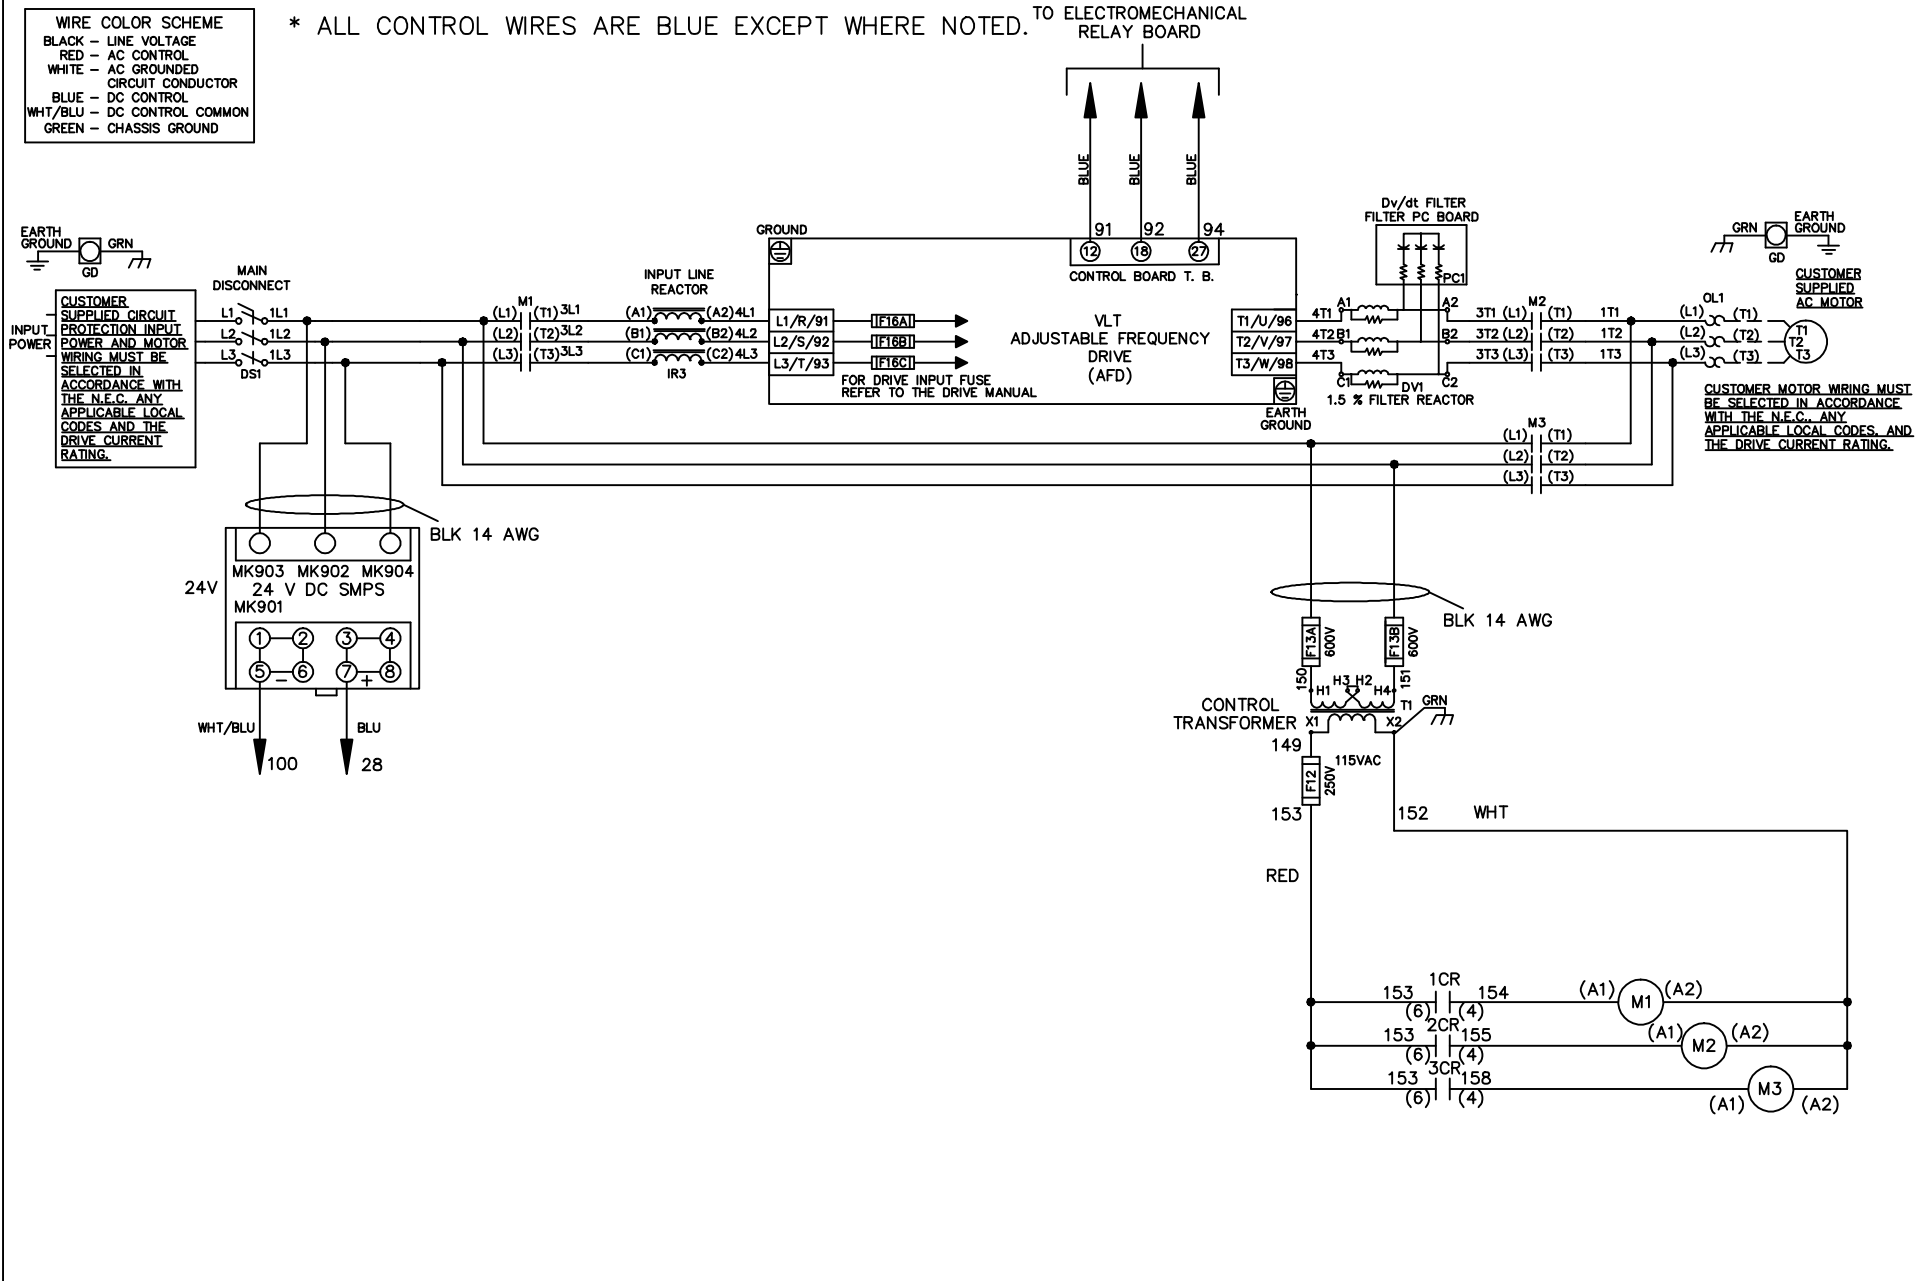 WIRE COLOR SCHEME
BLACK – LINE VOLTAGE
RED – AC CONTROL
WHITE – AC GROUNDED
CIRCUIT CONDUCTOR
BLUE – DC CONTROL
WHT/BLU – DC CONTROL COMMON
GREEN – CHASSIS GROUND
* ALL CONTROL WIRES ARE BLUE EXCEPT WHERE NOTED.
TO ELECTROMECHANICAL
RELAY BOARD
BLUE
BLUE
BLUE
91 92 94
12 18 27
CONTROL BOARD T. B.
EARTH
GROUND
GRN
GD
INPUT
POWER
CUSTOMER
SUPPLIED CIRCUIT
PROTECTION INPUT
POWER AND MOTOR
WIRING MUST BE
SELECTED IN
ACCORDANCE WITH
THE N.E.C. ANY
APPLICABLE LOCAL
CODES AND THE
DRIVE CURRENT
RATING.
MAIN
DISCONNECT
L1 1L1
L2 1L2
L3 1L3
DS1
M1
(L1) (T1) 3L1
(L2) (T2) 3L2
(L3) (T3) 3L3
INPUT LINE
REACTOR
(A1) (A2) 4L1
(B1) (B2) 4L2
(C1) (C2) 4L3
IR3
GROUND
L1/R/91
L2/S/92
L3/T/93
F16A
F16B
F16C
FOR DRIVE INPUT FUSE
REFER TO THE DRIVE MANUAL
VLT
ADJUSTABLE FREQUENCY
DRIVE
(AFD)
T1/U/96
T2/V/97
T3/W/98
EARTH
GROUND
Dv/dt FILTER
FILTER PC BOARD
PC1
4T1 A1 A2
4T2 B1 B2
4T3
C1 C2
DV1
1.5 % FILTER REACTOR
M2
3T1 (L1) (T1) 1T1
3T2 (L2) (T2) 1T2
3T3 (L3) (T3) 1T3
OL1
(L1) (T1)
(L2) (T2)
(L3) (T3)
T1
T2
T3
GRN
EARTH
GROUND
GD
CUSTOMER
SUPPLIED
AC MOTOR
CUSTOMER MOTOR WIRING MUST
BE SELECTED IN ACCORDANCE
WITH THE N.E.C., ANY
APPLICABLE LOCAL CODES, AND
THE DRIVE CURRENT RATING.
M3
(L1) (T1)
(L2) (T2)
(L3) (T3)
BLK 14 AWG
MK903 MK902 MK904
24V
24 V DC SMPS
MK901
1 2 3 4
5 – 6 7 + 8
WHT/BLU
BLU
100
28
BLK 14 AWG
F13A
600V
F13B
600V
150
151
H1 H3 H2 H4
T1
GRN
CONTROL
TRANSFORMER
X1 X2
149
115VAC
F12
250V
153
152
WHT
RED
1CR
153 154
(6) (4)
(A1) M1 (A2)
2CR
153 155
(6) (4)
(A1) M2 (A2)
3CR
153 158
(6) (4)
(A1) M3 (A2)